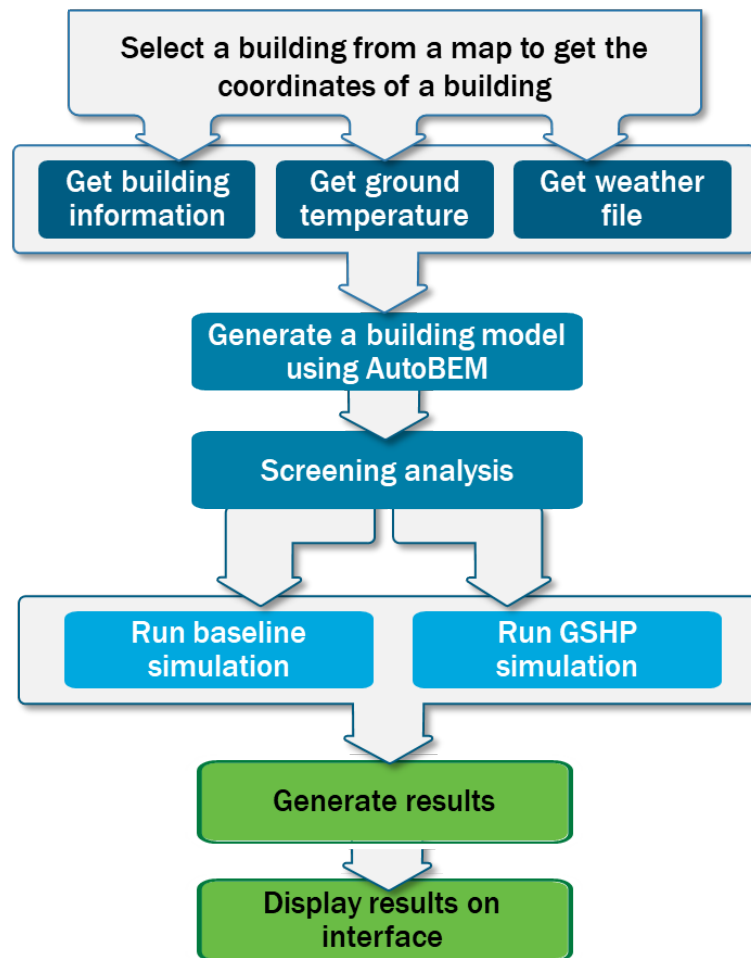 Select a building from a map to get the
coordinates of a building
Get building
information
Get ground
temperature
Get weather
file
Generate a building model
using AutoBEM
Screening analysis
Run baseline
simulation
Run GSHP
simulation
Generate results
Display results on
interface